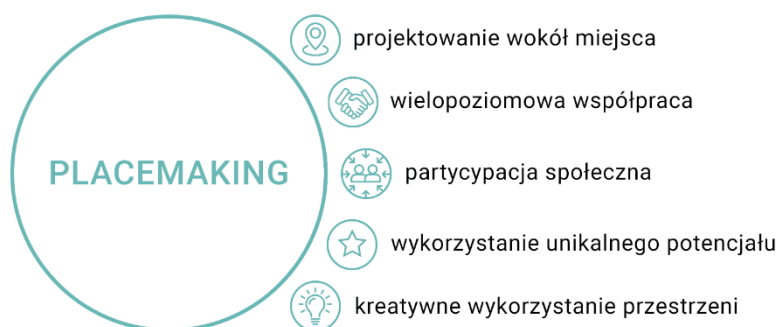 PLACEMAKING
projektowanie wokół miejsca
wielopoziomowa współpraca
partycypacja społeczna
wykorzystanie unikalnego potencjału
kreatywne wykorzystanie przestrzeni